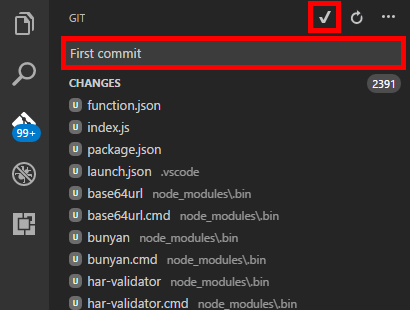 GIT
First commit
CHANGES 2391
U function.json
U index.js
99+
U package.json
U launch.json .vscode
U base64url node_modules\.bin
U base64url.cmd node_modules\.bin
U bunyan node_modules\.bin
U bunyan.cmd node_modules\.bin
U har-validator node_modules\.bin
U har-validator.cmd node_modules\.bin